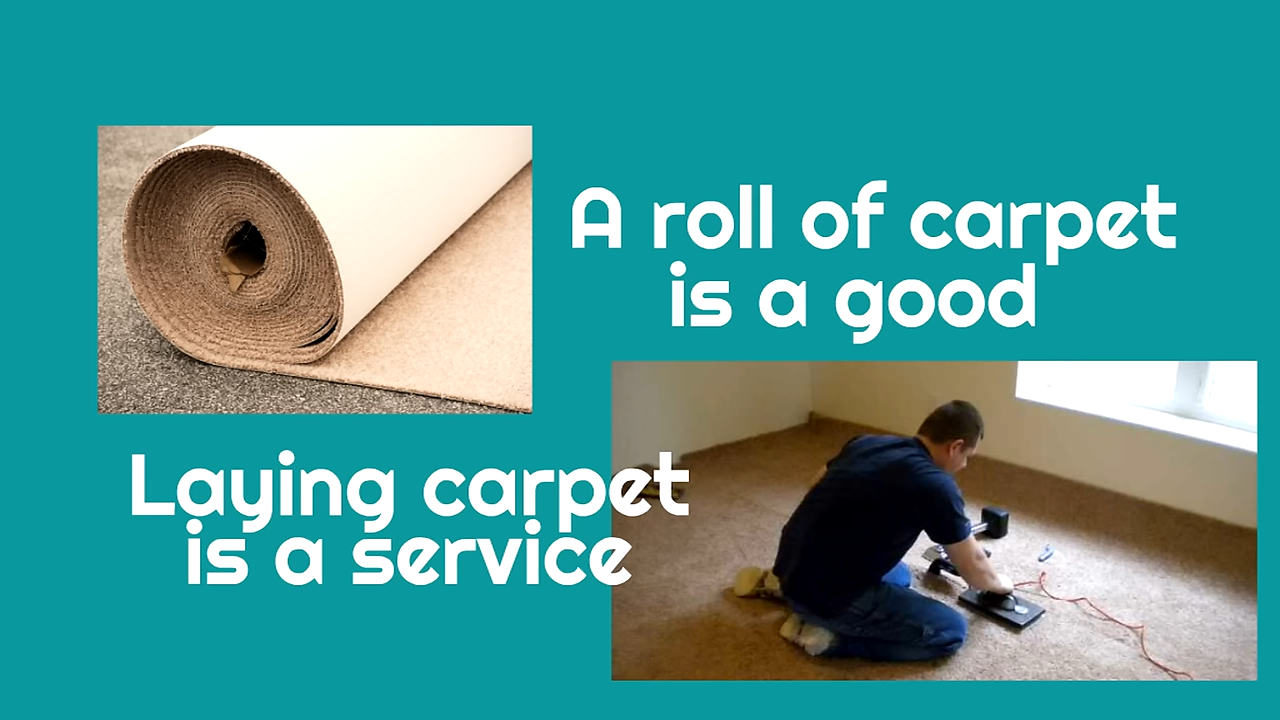 A roll of carpet
is a good
Laying carpet
is a service